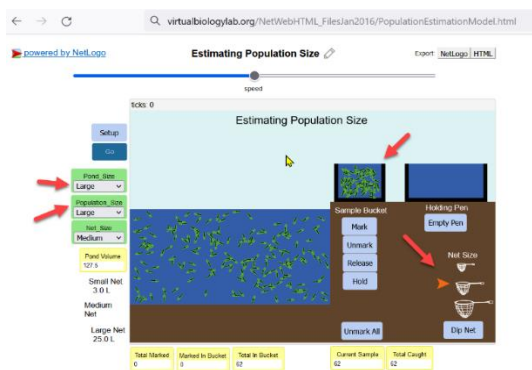 virtualbiologylab.org/NetWebHTML_FilesJan2016/PopulationEstimationModel.html
powered by NetLogo
Estimating Population Size
Export: NetLogo HTML
speed
ticks: 0
Estimating Population Size
Setup
Go
Pond_Size
Large
Population_Size
Large
Net_Size
Medium
Pond Volume
127.5
Small Net
3.0 L
Medium
Net
Large Net
25.0 L
Sample Bucket
Mark
Unmark
Release
Hold
Unmark All
Holding Pen
Empty Pen
Net Size
Dip Net
Total Marked
0
Marked In Bucket
0
Total In Bucket
62
Current Sample
62
Total Caught
62